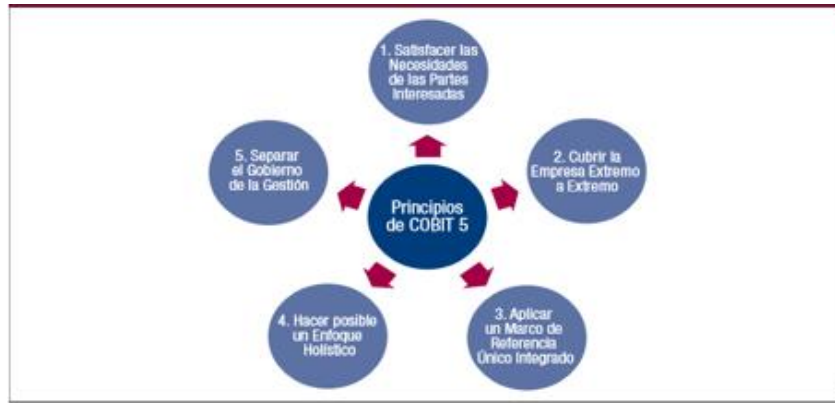 1. Satisfacer las
Necesidades
de las Partes
Interesadas
5. Separar
el Gobierno
de la Gestión
2. Cubrir la
Empresa Extremo
a Extremo
Principios
de COBIT 5
4. Hacer posible
un Enfoque
Holístico
3. Aplicar
un Marco de
Referencia
Único Integrado